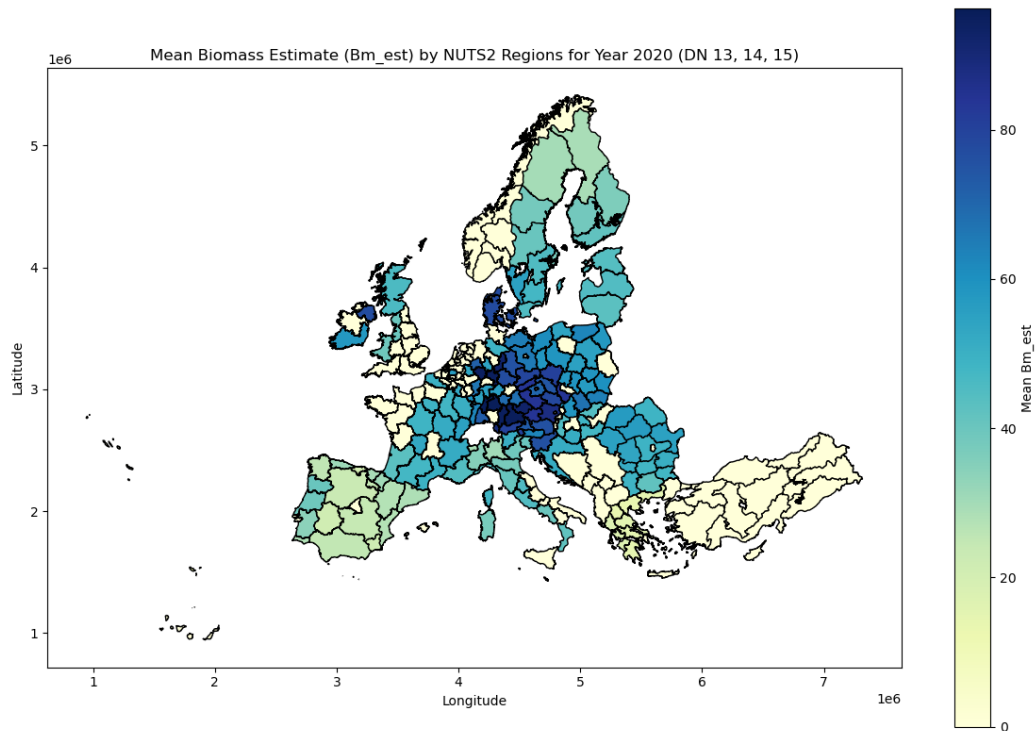 Mean Biomass Estimate (Bm_est) by NUTS2 Regions for Year 2020 (DN 13, 14, 15)
1e6
5
4
3
2
1
Latitude
1
2
3
4
5
6
7
1e6
Longitude
80
60
40
20
0
Mean Bm_est